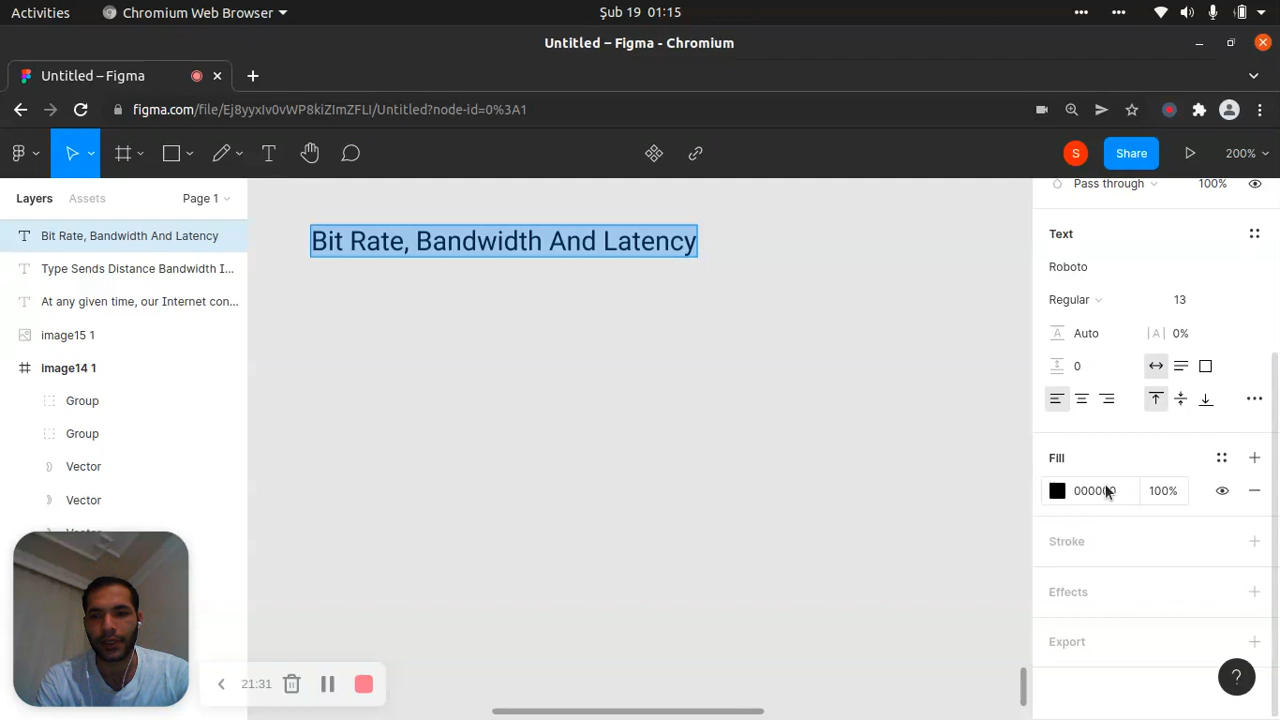 Activities
Chromium Web Browser
Şub 19 01:15
Untitled – Figma - Chromium
Untitled – Figma
figma.com/file/Ej8yyxIv0vWP8kiZImZFLI/Untitled?node-id=0%3A1
S
Share
200%
Layers
Assets
Page 1
Bit Rate, Bandwidth And Latency
Type Sends Distance Bandwidth I...
At any given time, our Internet con...
image15 1
image14 1
Group
Group
Vector
Vector
Bit Rate, Bandwidth And Latency
Pass through
100%
Text
Roboto
Regular
13
Auto
0%
0
Fill
000000
100%
Stroke
Effects
Export
21:31
?